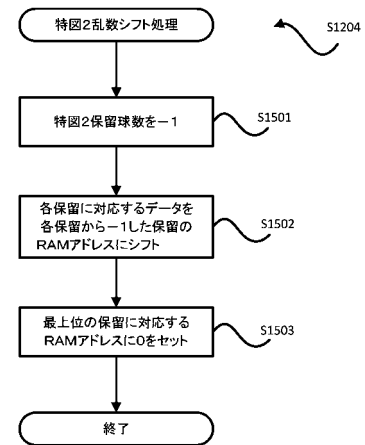 特図2乱数シフト処理
S1204
特図2保留球数を－1
S1501
各保留に対応するデータを
各保留から－1した保留の
RAMアドレスにシフト
S1502
最上位の保留に対応する
RAMアドレスに0をセット
S1503
終了